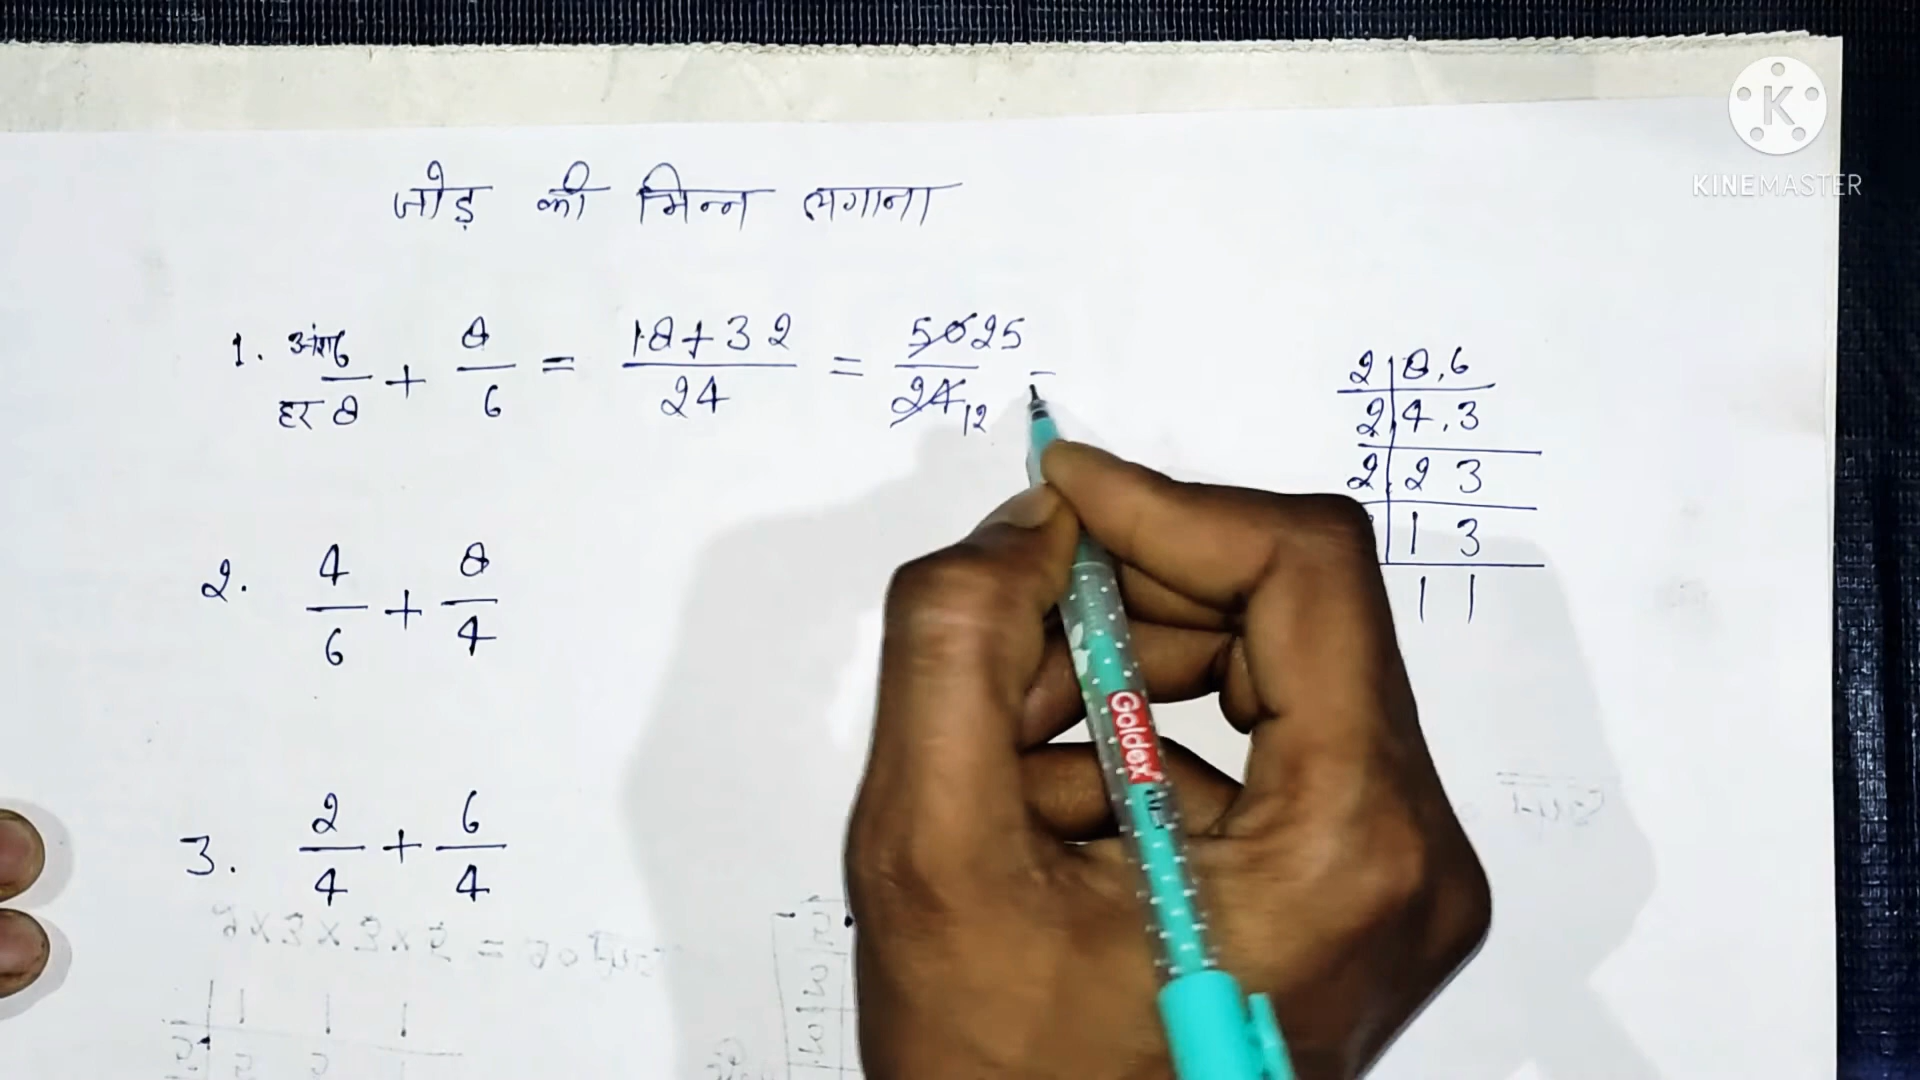 KINEMASTER
जोड़ की भिन्न लगाना
1. अंश 6/हर 8 + 8/6 = 18+32/24 = 50 25/24 12 =
2 | 8, 6
2 | 4, 3
2 | 2 3
1 3
1 1
2. 4/6 + 8/4
3. 2/4 + 6/4
Goldex